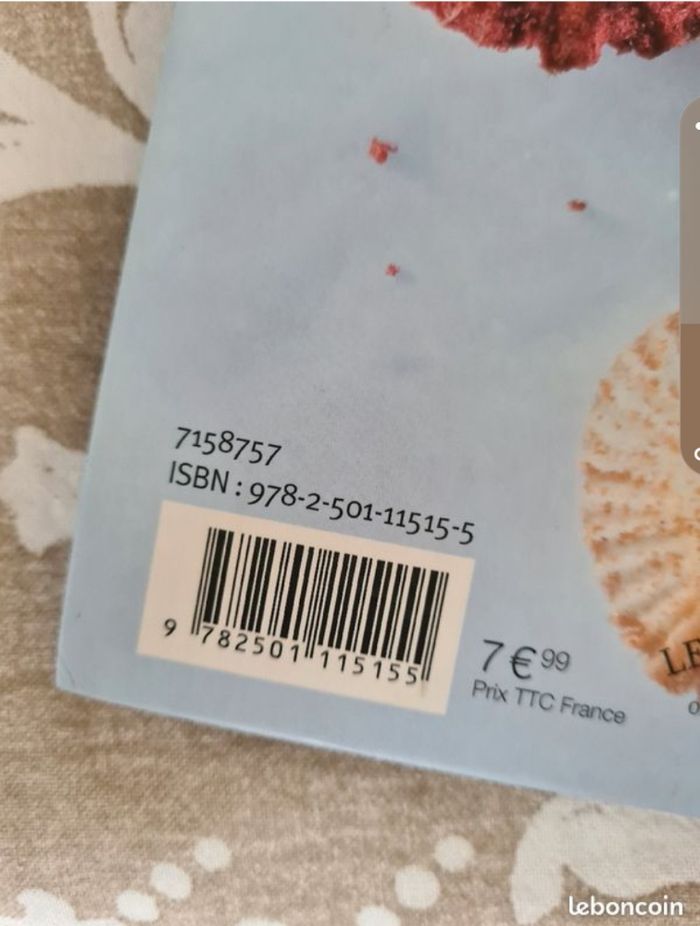 7158757
ISBN : 978-2-501-11515-5
9 782501 115155
7€99
Prix TTC France
leboncoin